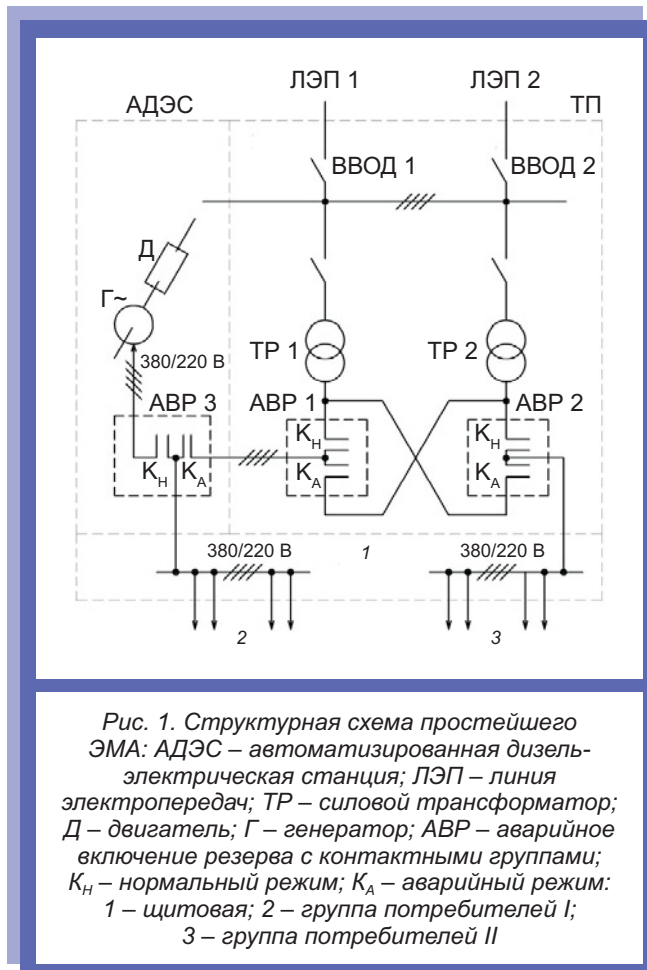 ЛЭП 1 ЛЭП 2
АДЭС ТП
ВВОД 1 ВВОД 2
Д
Г~
ТР 1 ТР 2
380/220 В
АВР 3 АВР 1 АВР 2
Кн Кн
Кн КА КА КА
380/220 В 1 380/220 В
2 3
Рис. 1. Структурная схема простейшего
ЭМА: АДЭС – автоматизированная дизель-
электрическая станция; ЛЭП – линия
электропередач; ТР – силовой трансформатор;
Д – двигатель; Г – генератор; АВР – аварийное
включение резерва с контактными группами;
Кн – нормальный режим; КА – аварийный режим:
1 – щитовая; 2 – группа потребителей I;
3 – группа потребителей II